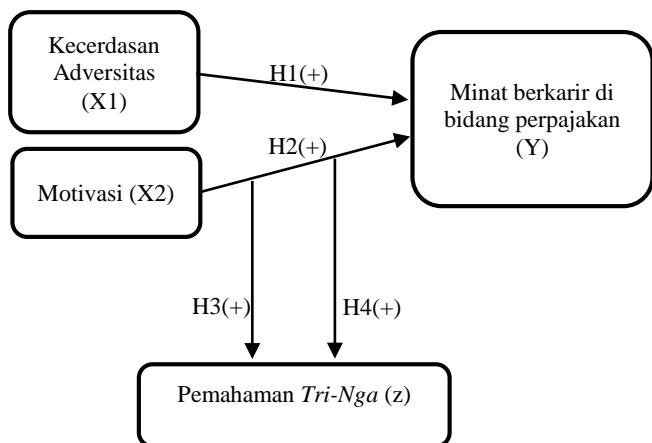 Kecerdasan
Adversitas
(X1)
H1(+)
Minat berkarir di
bidang perpajakan
(Y)
H2(+)
Motivasi (X2)
H3(+)
H4(+)
Pemahaman Tri-Nga (z)